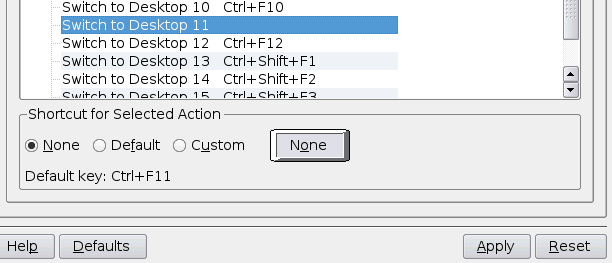 Switch to Desktop 10 Ctrl+F10
Switch to Desktop 11
Switch to Desktop 12 Ctrl+F12
Switch to Desktop 13 Ctrl+Shift+F1
Switch to Desktop 14 Ctrl+Shift+F2
Switch to Desktop 15 Ctrl+Shift+F3
Shortcut for Selected Action
None Default Custom None
Default key: Ctrl+F11
Help Defaults Apply Reset